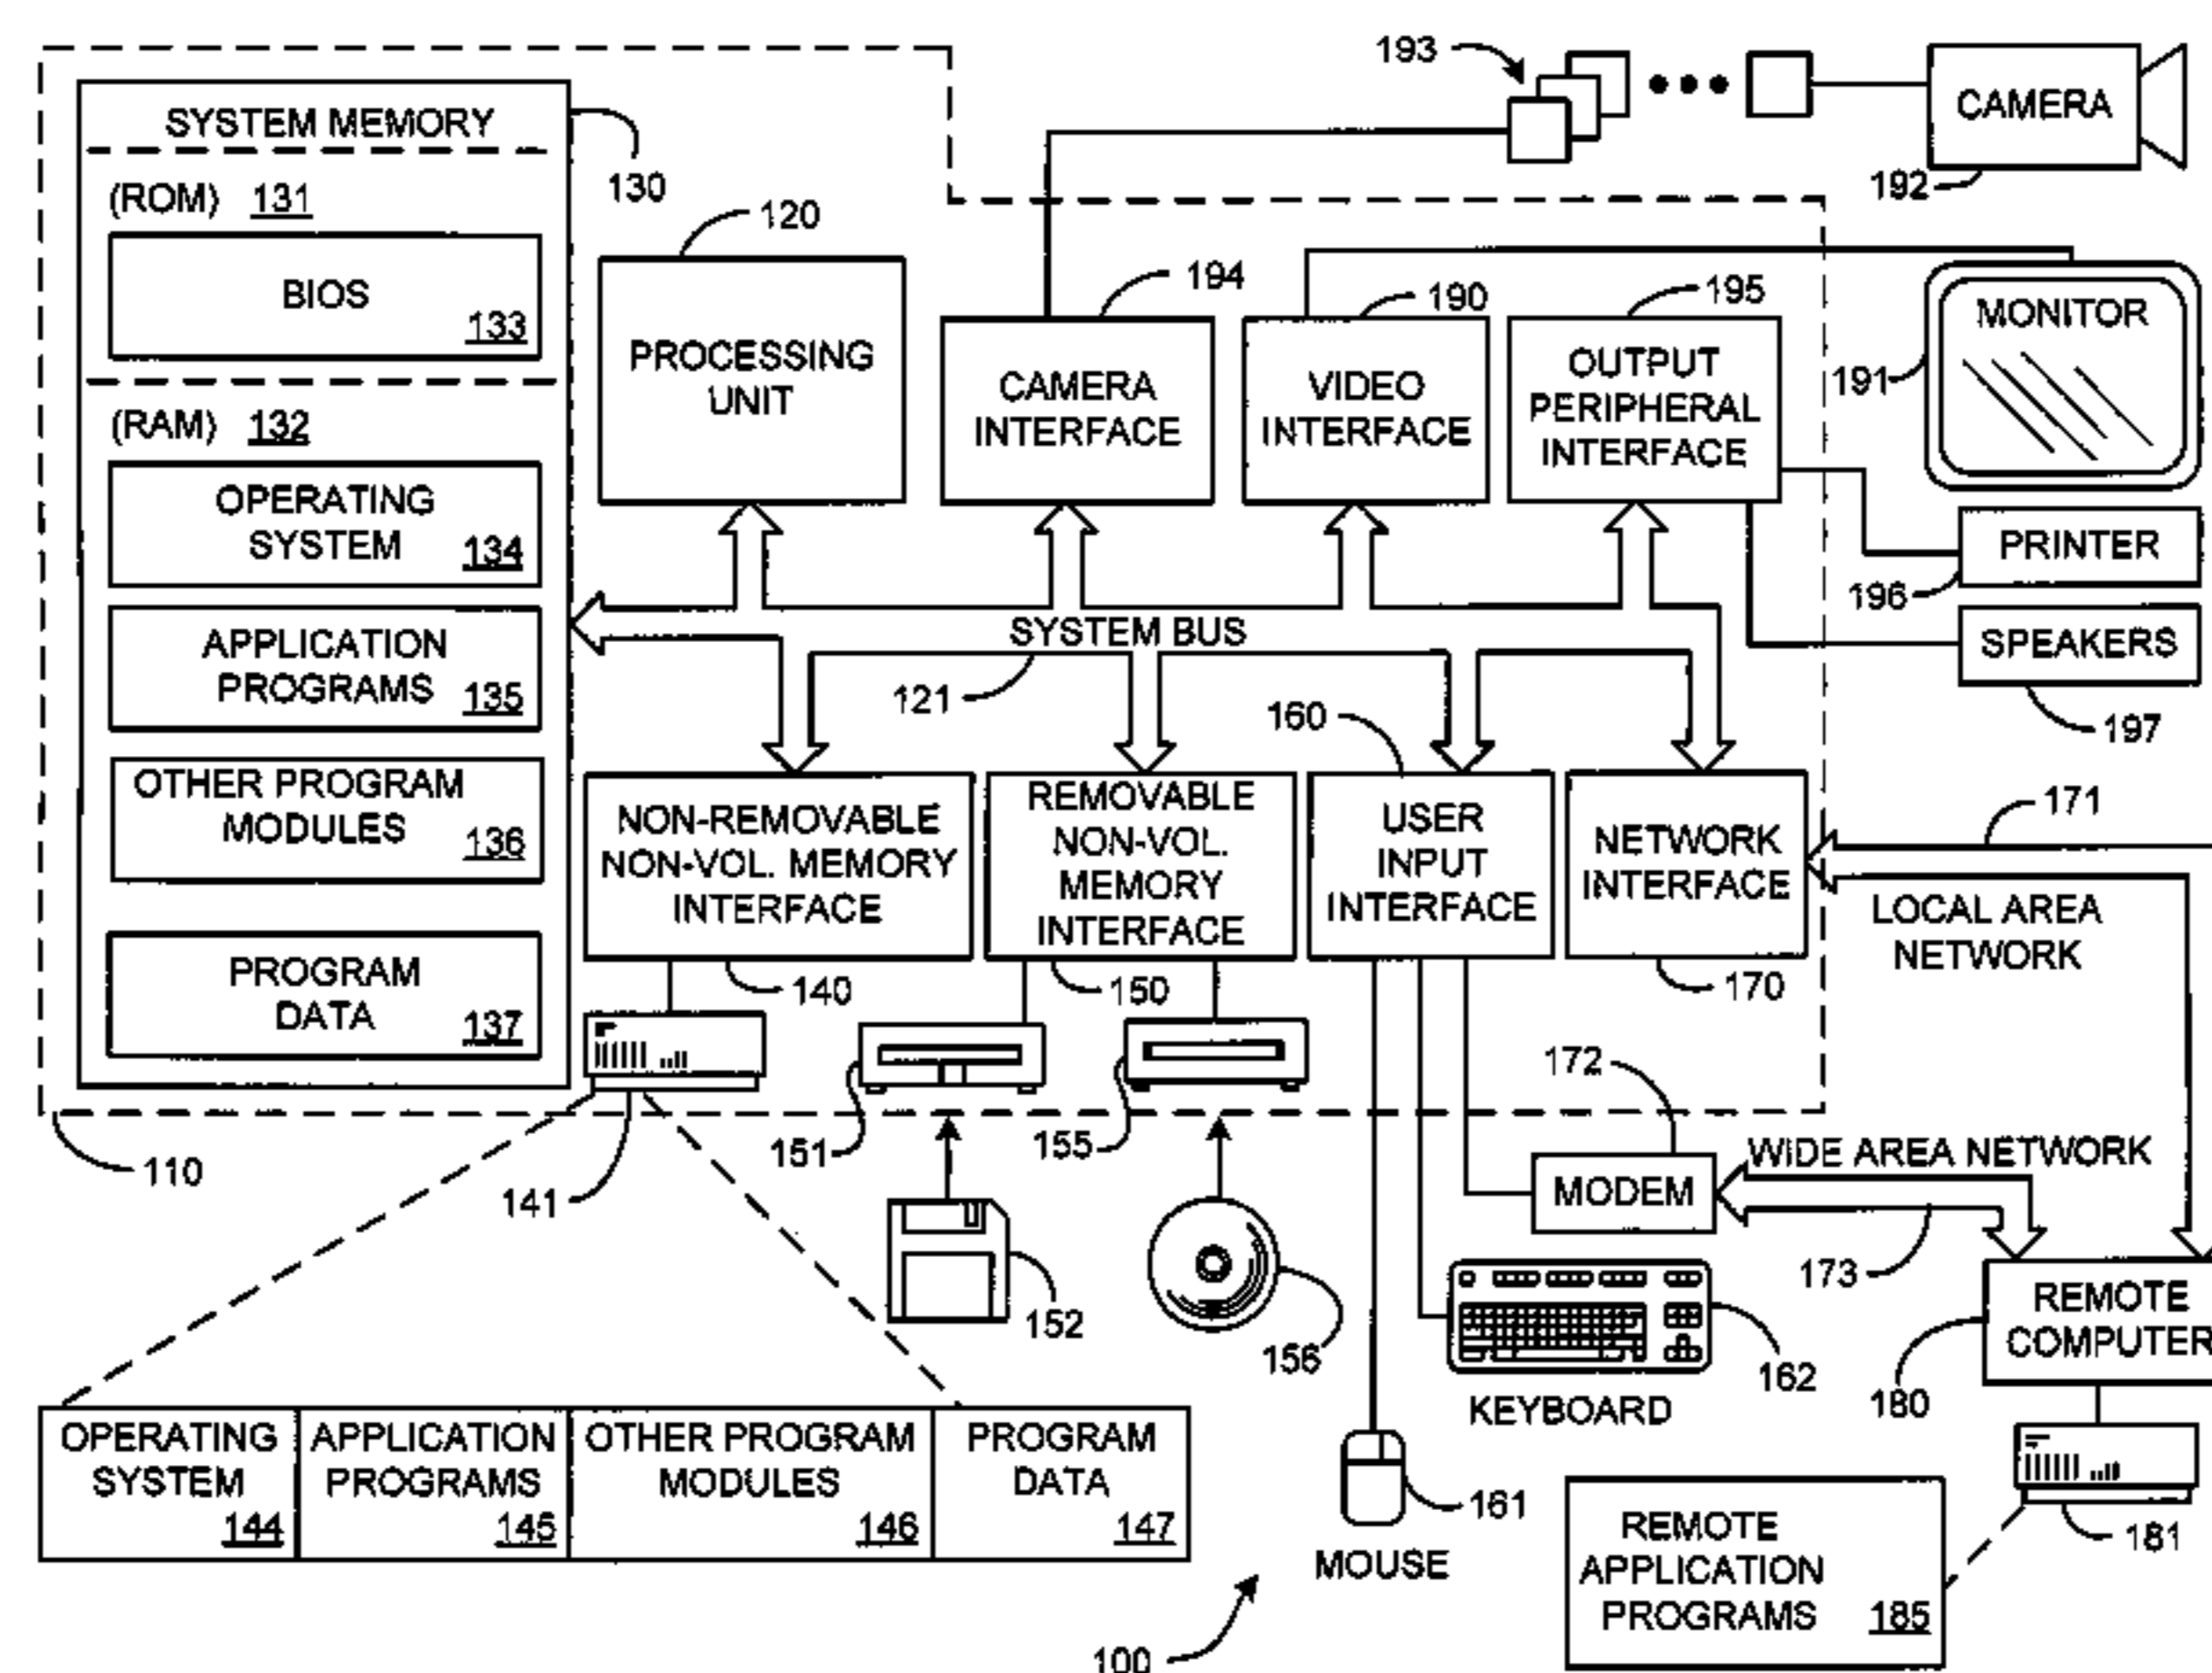 193
CAMERA
192
SYSTEM MEMORY
130
(ROM) 131
BIOS
133
120
PROCESSING
UNIT
194
CAMERA
INTERFACE
190
VIDEO
INTERFACE
195
OUTPUT
PERIPHERAL
INTERFACE
MONITOR
191
(RAM) 132
OPERATING
SYSTEM
134
PRINTER
196
APPLICATION
PROGRAMS
135
SYSTEM BUS
121
SPEAKERS
197
OTHER PROGRAM
MODULES
136
NON-REMOVABLE
NON-VOL. MEMORY
INTERFACE
140
REMOVABLE
NON-VOL.
MEMORY
INTERFACE
150
160
USER
INPUT
INTERFACE
NETWORK
INTERFACE
170
171
LOCAL AREA
NETWORK
PROGRAM
DATA
137
110
141
151
155
152
156
172
MODEM
WIDE AREA NETWORK
173
KEYBOARD
162
REMOTE
COMPUTER
180
181
OPERATING
SYSTEM
144
APPLICATION
PROGRAMS
145
OTHER PROGRAM
MODULES
146
PROGRAM
DATA
147
161
MOUSE
REMOTE
APPLICATION
PROGRAMS
185
100